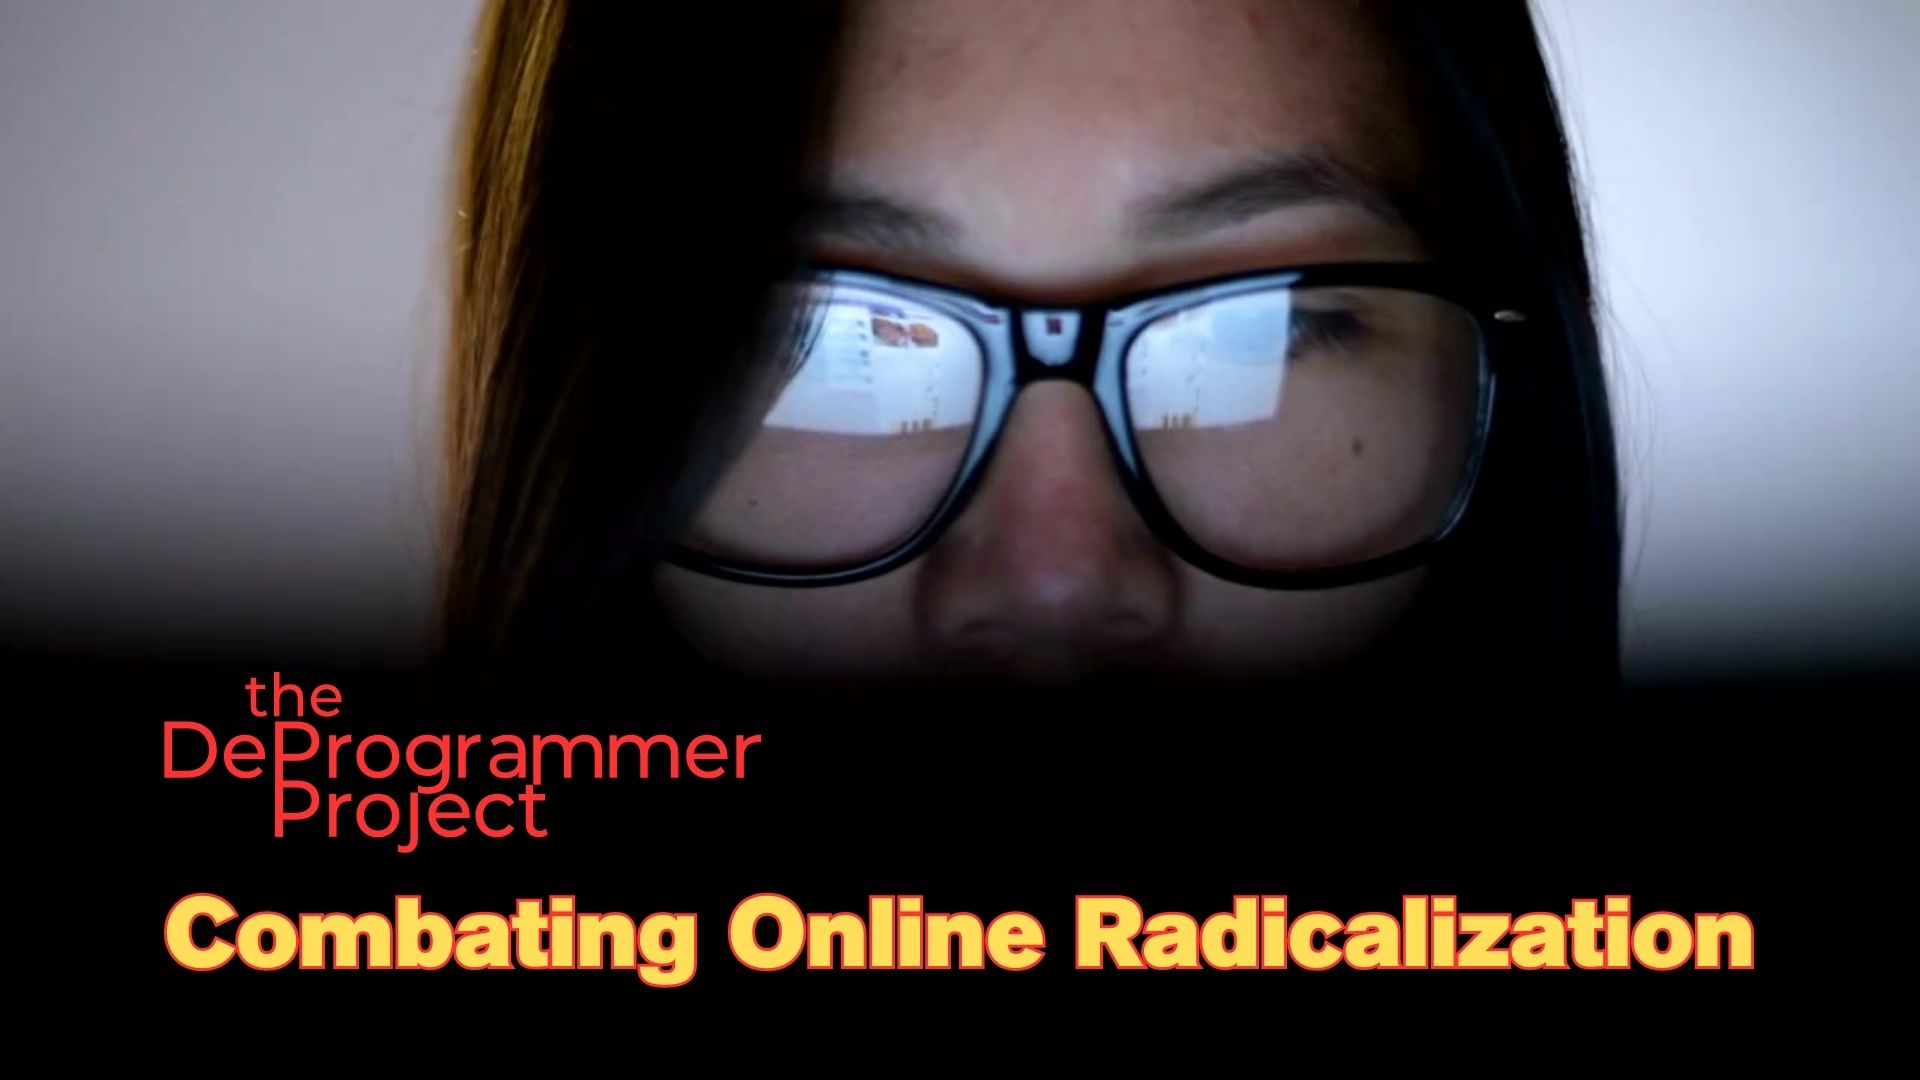 the
DeProgrammer
Project
Combating Online Radicalization